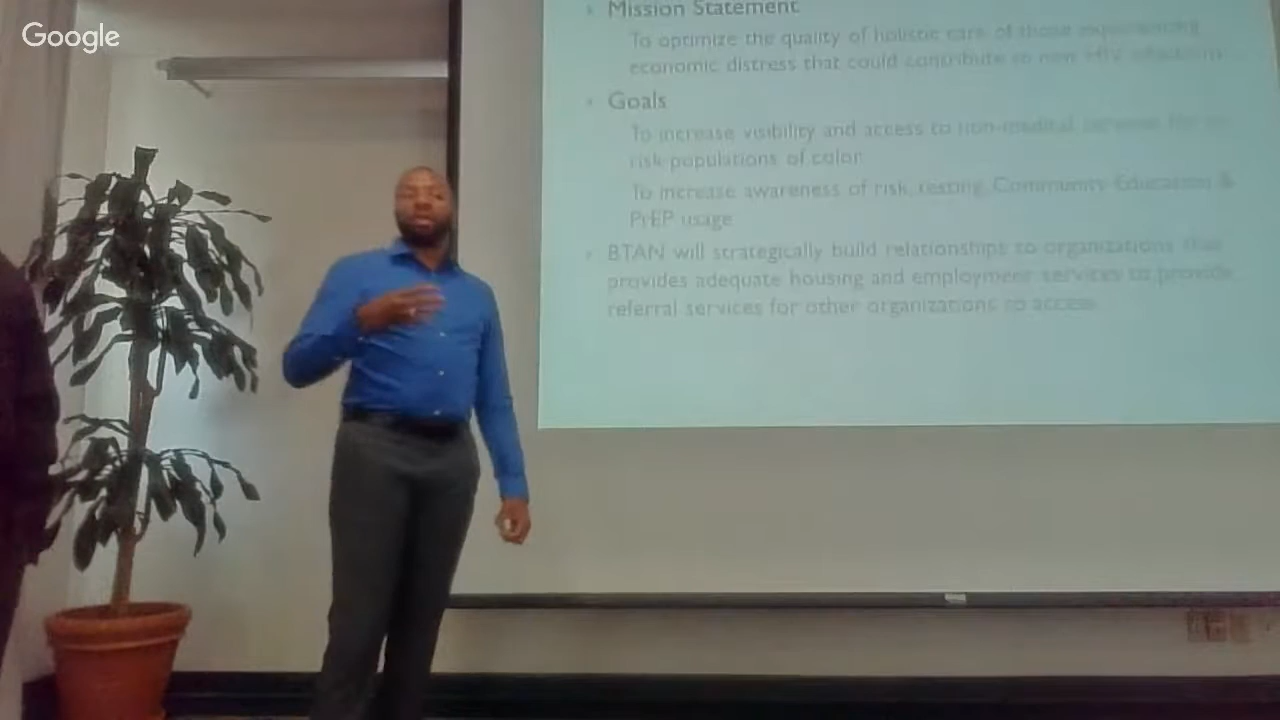 Google
Mission Statement
To optimize the quality of holistic care of those experiencing
economic distress that could contribute to new HIV infections
Goals
To increase visibility and access to non-medical services for
risk populations of color
To increase awareness of risk, testing, Community Education &
PrEP usage
BTAN will strategically build relationships to organizations that
provides adequate housing and employment services to provide
referral services for other organizations to access